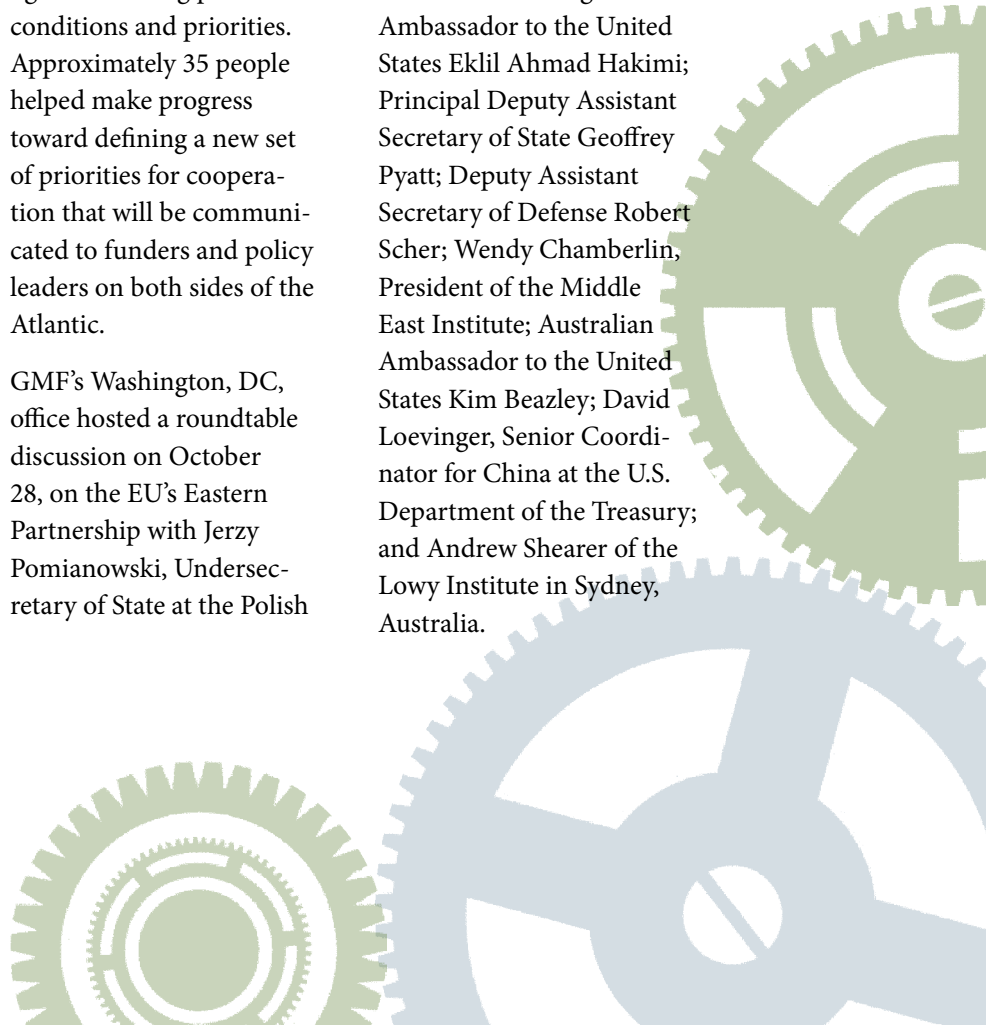 conditions and priorities.
Approximately 35 people
helped make progress
toward defining a new set
of priorities for coopera-
tion that will be communi-
cated to funders and policy
leaders on both sides of the
Atlantic.
GMF’s Washington, DC,
office hosted a roundtable
discussion on October
28, on the EU’s Eastern
Partnership with Jerzy
Pomianowski, Undersec-
retary of State at the Polish
Ambassador to the United
States Eklil Ahmad Hakimi;
Principal Deputy Assistant
Secretary of State Geoffrey
Pyatt; Deputy Assistant
Secretary of Defense Robert
Scher; Wendy Chamberlin,
President of the Middle
East Institute; Australian
Ambassador to the United
States Kim Beazley; David
Loevinger, Senior Coordi-
nator for China at the U.S.
Department of the Treasury;
and Andrew Shearer of the
Lowy Institute in Sydney,
Australia.